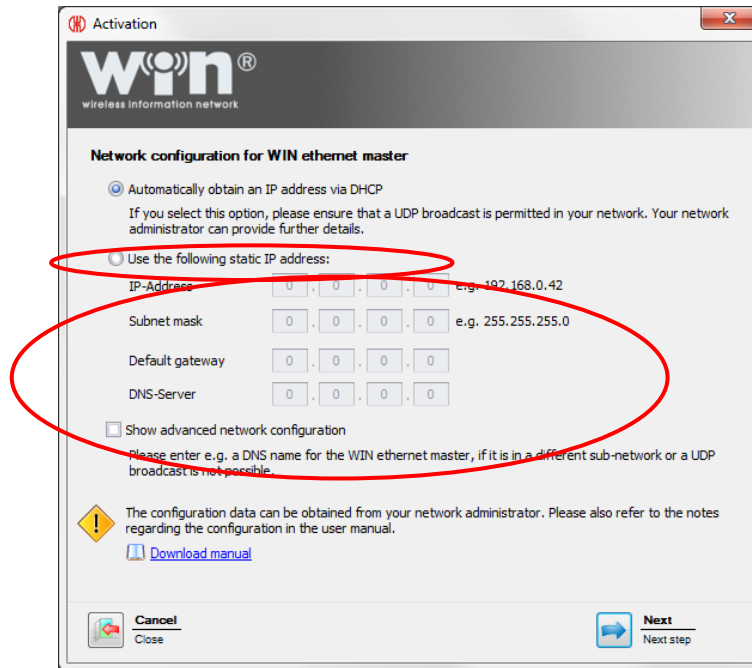 Activation
WIN®
wireless information network
Network configuration for WIN ethernet master
Automatically obtain an IP address via DHCP
If you select this option, please ensure that a UDP broadcast is permitted in your network. Your network
administrator can provide further details.
Use the following static IP address:
IP-Address 0 . 0 . 0 . 0 e.g. 192.168.0.42
Subnet mask 0 . 0 . 0 . 0 e.g. 255.255.255.0
Default gateway 0 . 0 . 0 . 0
DNS-Server 0 . 0 . 0 . 0
Show advanced network configuration
Please enter e.g. a DNS name for the WIN ethernet master, if it is in a different sub-network or a UDP
broadcast is not possible.
The configuration data can be obtained from your network administrator. Please also refer to the notes
regarding the configuration in the user manual.
Download manual
Cancel
Close
Next
Next step